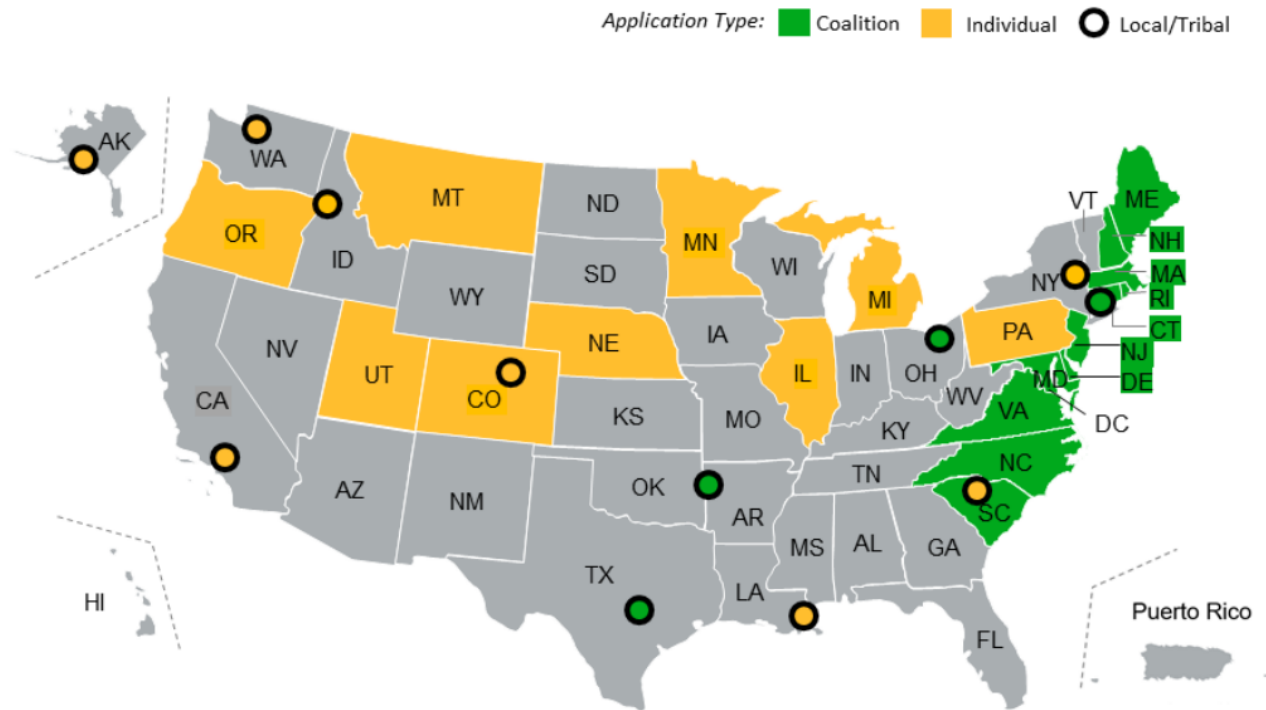 Application Type: Coalition Individual Local/Tribal
AK
WA
MT
ND
MN
VT
ME
OR
ID
SD
WI
NH
WY
NY
MA
MI
RI
CT
NV
UT
NE
IA
PA
NJ
CO
IL
IN
OH
MD
DE
CA
KS
MO
WV
VA
DC
KY
AZ
NM
OK
TN
NC
AR
SC
TX
MS
AL
GA
LA
HI
FL
Puerto Rico